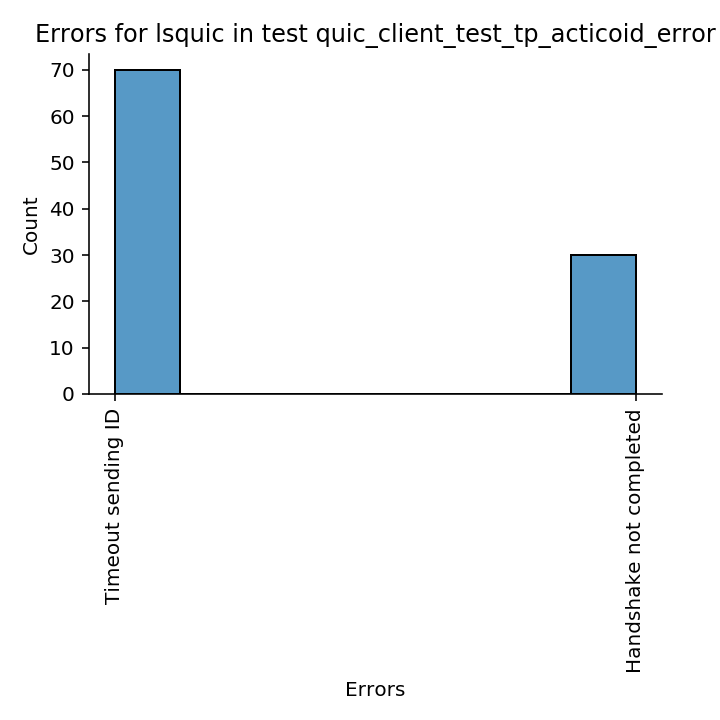 Errors for lsquic in test quic_client_test_tp_acticoid_error
70
60
50
40
30
20
10
0
Count
Timeout sending ID
Handshake not completed
Errors